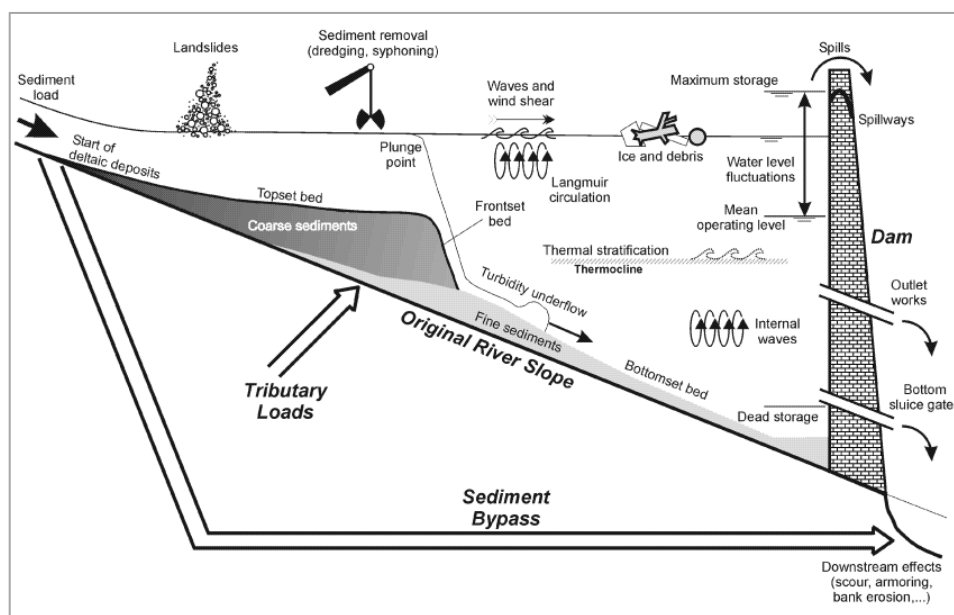 Sediment removal
(dredging, syphoning)
Landslides
Spills
Sediment
load
Waves and
wind shear
Maximum storage
Spillways
Start of
deltaic deposits
Plunge
point
Ice and debris
Water level
fluctuations
Langmuir
circulation
Topset bed
Frontset
bed
Coarse sediments
Mean
operating level
Dam
Thermal stratification
Thermocline
Turbidity underflow
Outlet
works
Fine sediments
Original River Slope
Internal
waves
Tributary
Loads
Bottomset bed
Bottom
sluice gate
Dead storage
Sediment
Bypass
Downstream effects
(scour, armoring,
bank erosion,...)